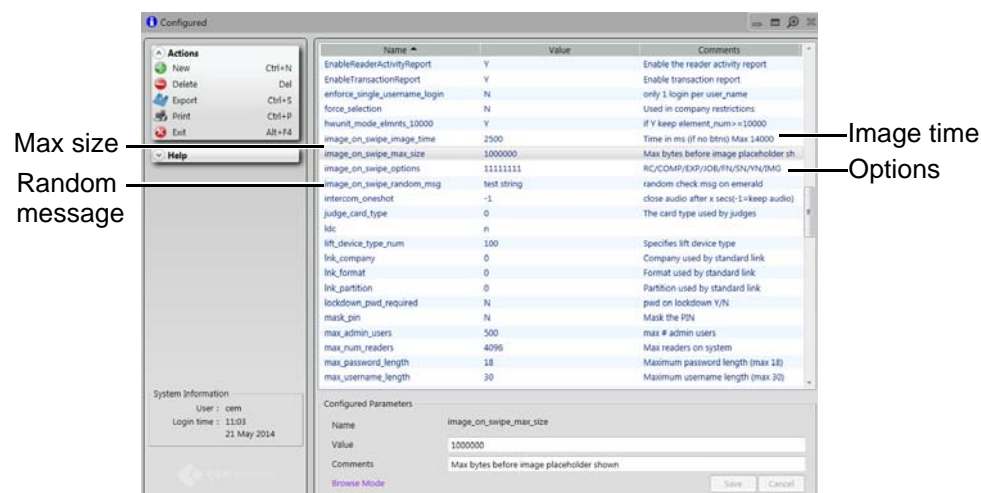 Configured
Actions
New Ctrl+N
Delete Del
Export Ctrl+S
Print Ctrl+P
Exit Alt+F4
Help
Max size
Random
message
Name Value Comments
EnableReaderActivityReport Y Enable the reader activity report
EnableTransactionReport Y Enable transaction report
enforce_single_username_login N only 1 login per user_name
force_selection N Used in company restrictions
hwunit_mode_elmnts_10000 Y if Y keep element_num>=10000
image_on_swipe_image_time 2500 Time in ms (if no btns) Max 14000
image_on_swipe_max_size 1000000 Max bytes before image placeholder sh
image_on_swipe_options 11111111 RC/COMP/EXP/JOB/FN/SN/YN/IMG
image_on_swipe_random_msg test string random check msg on emerald
intercom_oneshot -1 close audio after x secs(-1=keep audio)
judge_card_type 0 The card type used by judges
ldc n
lift_device_type_num 100 Specifies lift device type
lnk_company 0 Company used by standard link
lnk_format 0 Format used by standard link
lnk_partition 0 Partition used by standard link
lockdown_pwd_required N pwd on lockdown Y/N
mask_pin N Mask the PIN
max_admin_users 500 max # admin users
max_num_readers 4096 Max readers on system
max_password_length 18 Maximum password length (max 18)
max_username_length 30 Maximum username length (max 30)
Image time
Options
System Information
User : cem
Login time : 11:03
21 May 2014
Configured Parameters
Name image_on_swipe_max_size
Value 1000000
Comments Max bytes before image placeholder shown
Browse Mode Save Cancel